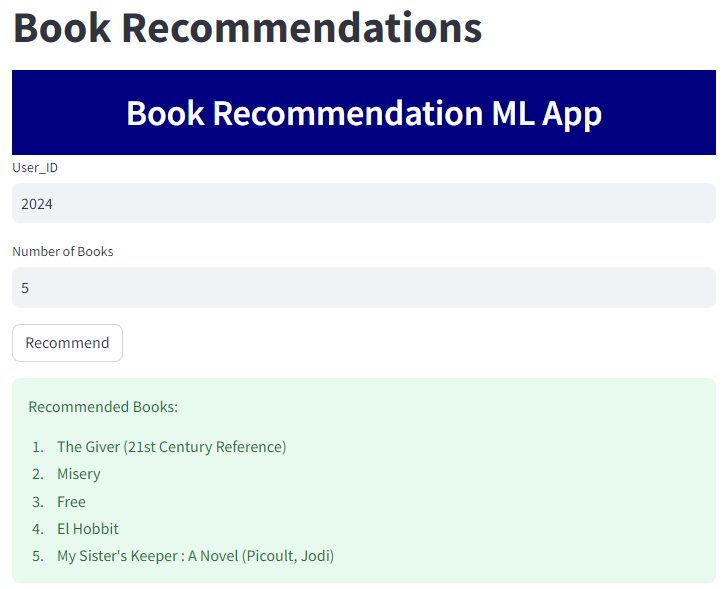 Book Recommendations
Book Recommendation ML App
User_ID
2024
Number of Books
5
Recommend
Recommended Books:
1. The Giver (21st Century Reference)
2. Misery
3. Free
4. El Hobbit
5. My Sister's Keeper : A Novel (Picoult, Jodi)